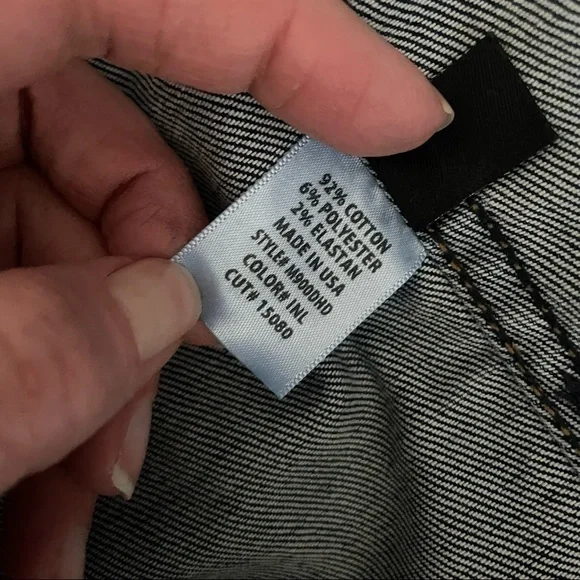 92% COTTON
6% POLYESTER
2% ELASTAN
MADE IN USA
STYLE# M900DHD
COLOR# INL
CUT# 15080